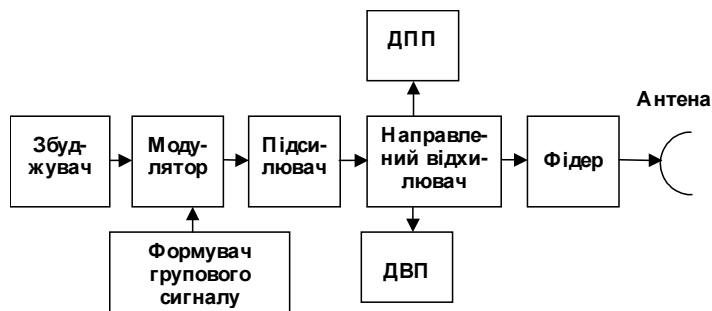 ДПП
Антена
Збуд-
жувач
Моду-
лятор
Підси-
лювач
Направле-
ний відхи-
лювач
Фідер
Формувач
групового
сигналу
ДВП